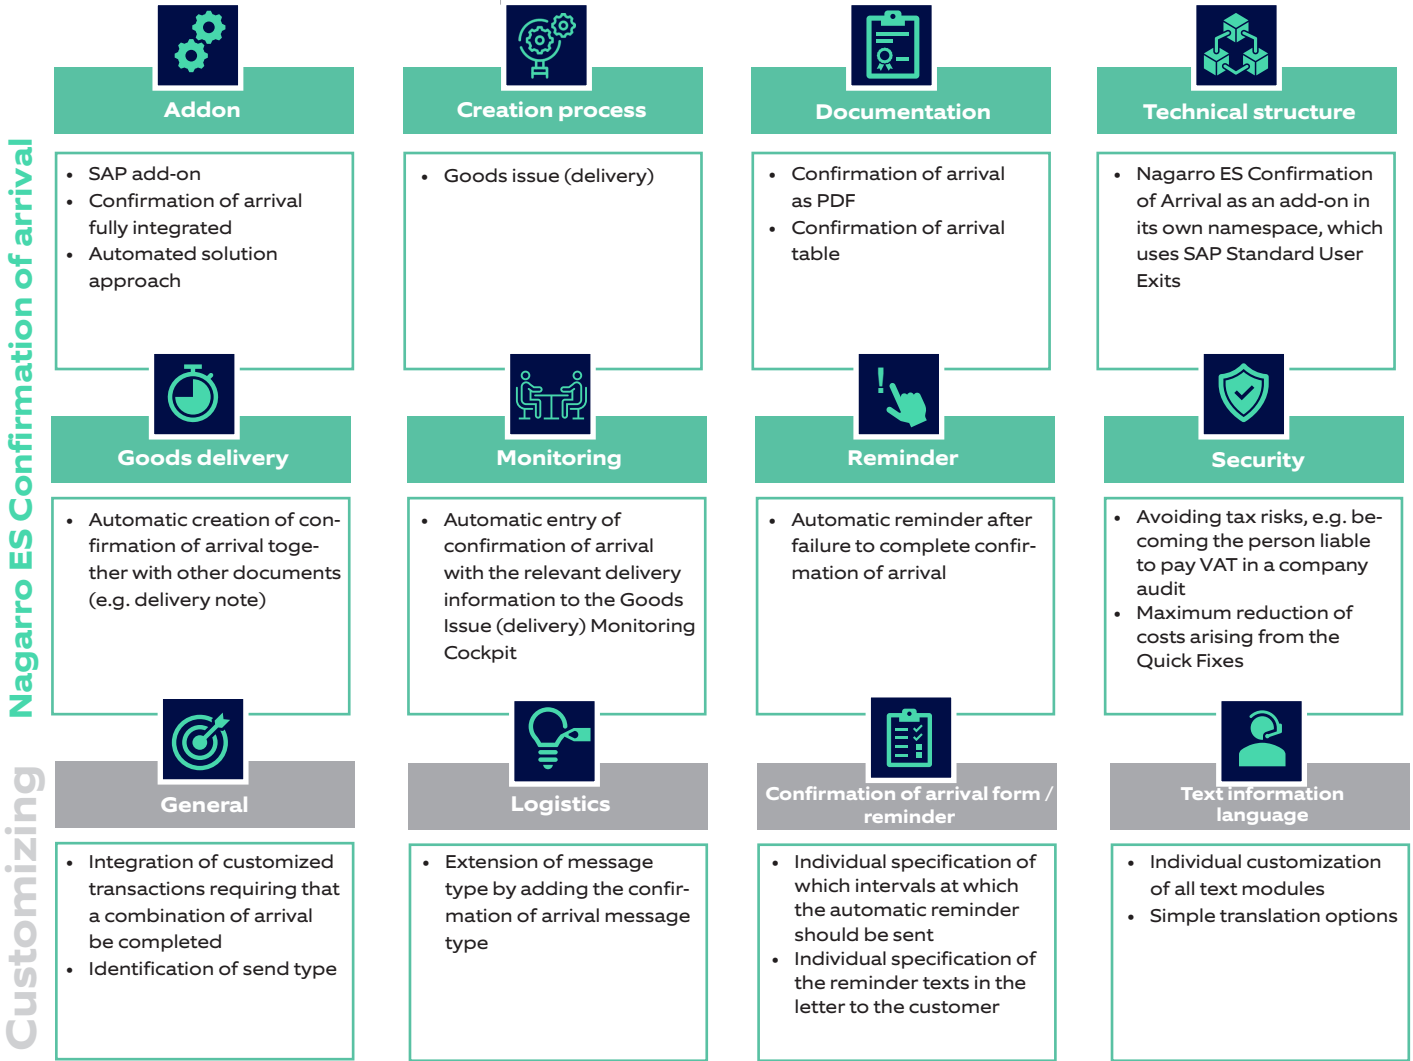 Nagarro ES Confirmation of arrival
Addon
• SAP add-on
• Confirmation of arrival
fully integrated
• Automated solution
approach
Creation process
• Goods issue (delivery)
Documentation
• Confirmation of arrival
as PDF
• Confirmation of arrival
table
Technical structure
• Nagarro ES Confirmation
of Arrival as an add-on in
its own namespace, which
uses SAP Standard User
Exits
Goods delivery
• Automatic creation of con-
firmation of arrival toge-
ther with other documents
(e.g. delivery note)
Monitoring
• Automatic entry of
confirmation of arrival
with the relevant delivery
information to the Goods
Issue (delivery) Monitoring
Cockpit
Reminder
• Automatic reminder after
failure to complete confir-
mation of arrival
Security
• Avoiding tax risks, e.g. be-
coming the person liable
to pay VAT in a company
audit
• Maximum reduction of
costs arising from the
Quick Fixes
Customizing
General
• Integration of customized
transactions requiring that
a combination of arrival
be completed
• Identification of send type
Logistics
• Extension of message
type by adding the confir-
mation of arrival message
type
Confirmation of arrival form /
reminder
• Individual specification of
which intervals at which
the automatic reminder
should be sent
• Individual specification of
the reminder texts in the
letter to the customer
Text information
language
• Individual customization
of all text modules
• Simple translation options